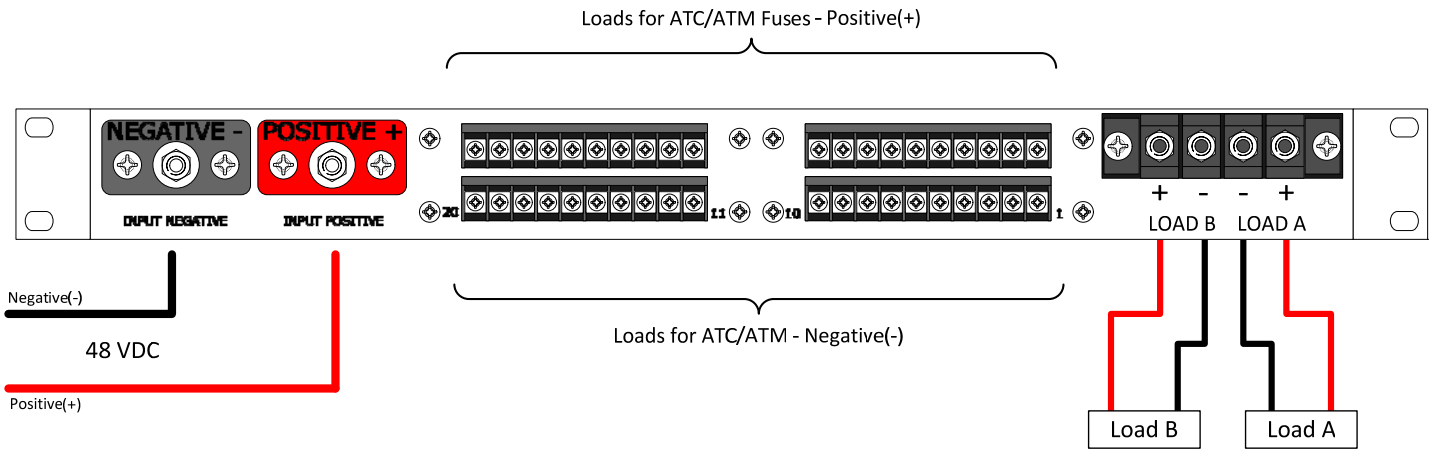 Loads for ATC/ATM Fuses - Positive(+)
NEGATIVE - POSITIVE +
+ - - +
20 11 10 1
INPUT NEGATIVE INPUT POSITIVE
LOAD B LOAD A
Negative(-)
Loads for ATC/ATM - Negative(-)
48 VDC
Positive(+)
Load B Load A